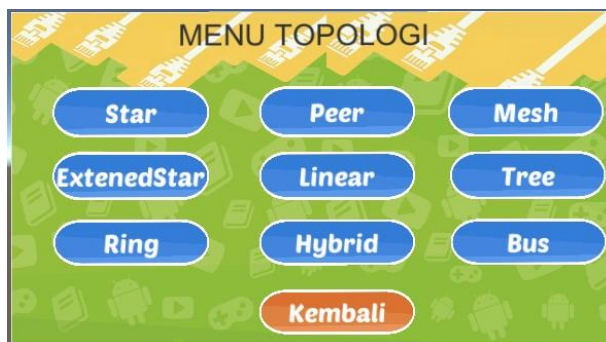 MENU TOPOLOGI
Star Peer Mesh
ExtenedStar Linear Tree
Ring Hybrid Bus
Kembali